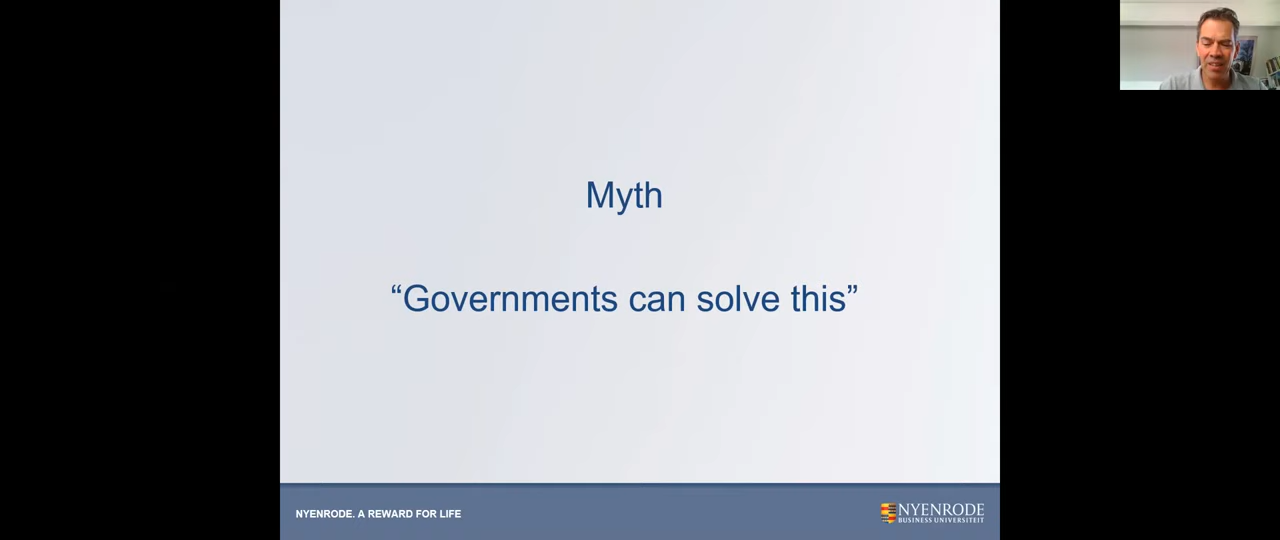 Myth
“Governments can solve this”
NYENRODE. A REWARD FOR LIFE
NYENRODE
BUSINESS UNIVERSITEIT